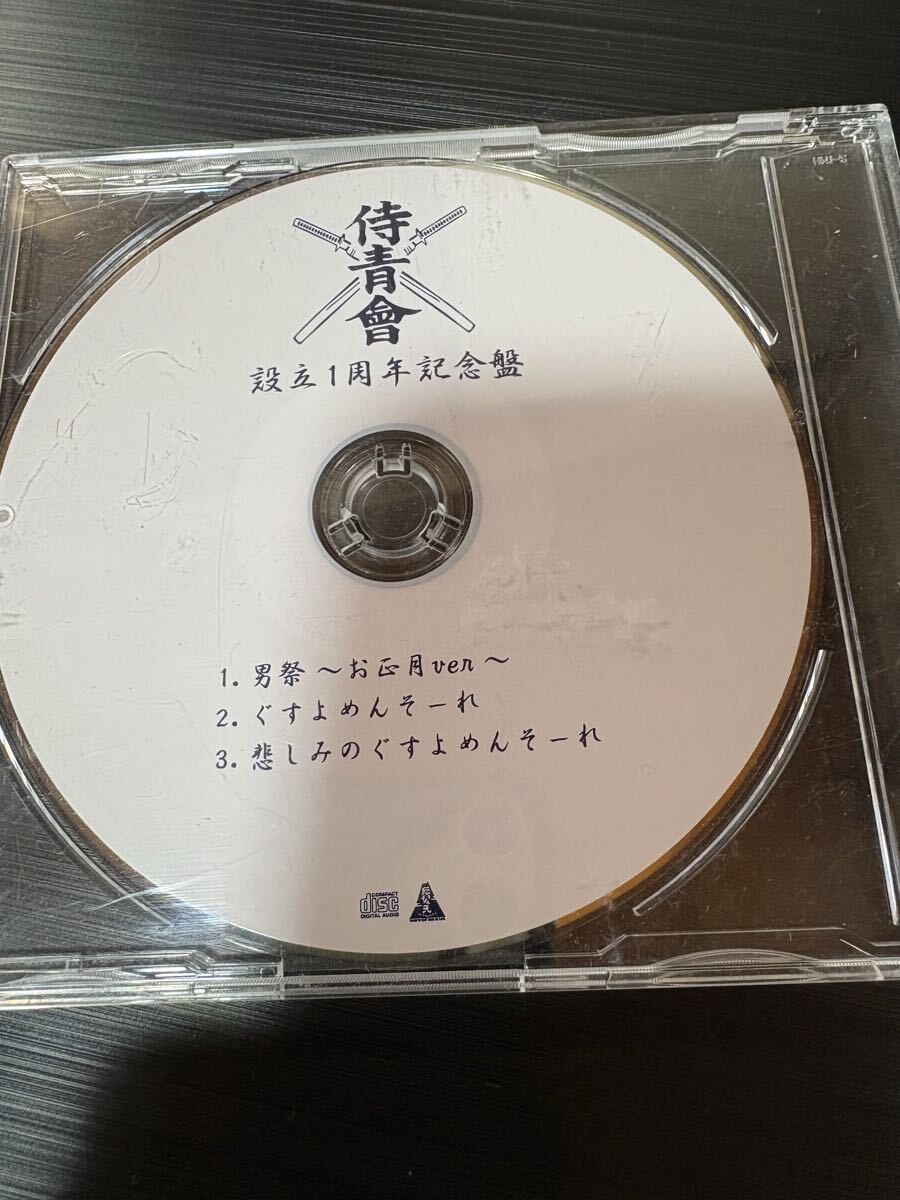 侍青會
設立1周年記念盤
1. 男祭 ～お正月ver～
2. ぐすよめんそーれ
3. 悲しみのぐすよめんそーれ
COMPACT
disc
DIGITAL AUDIO